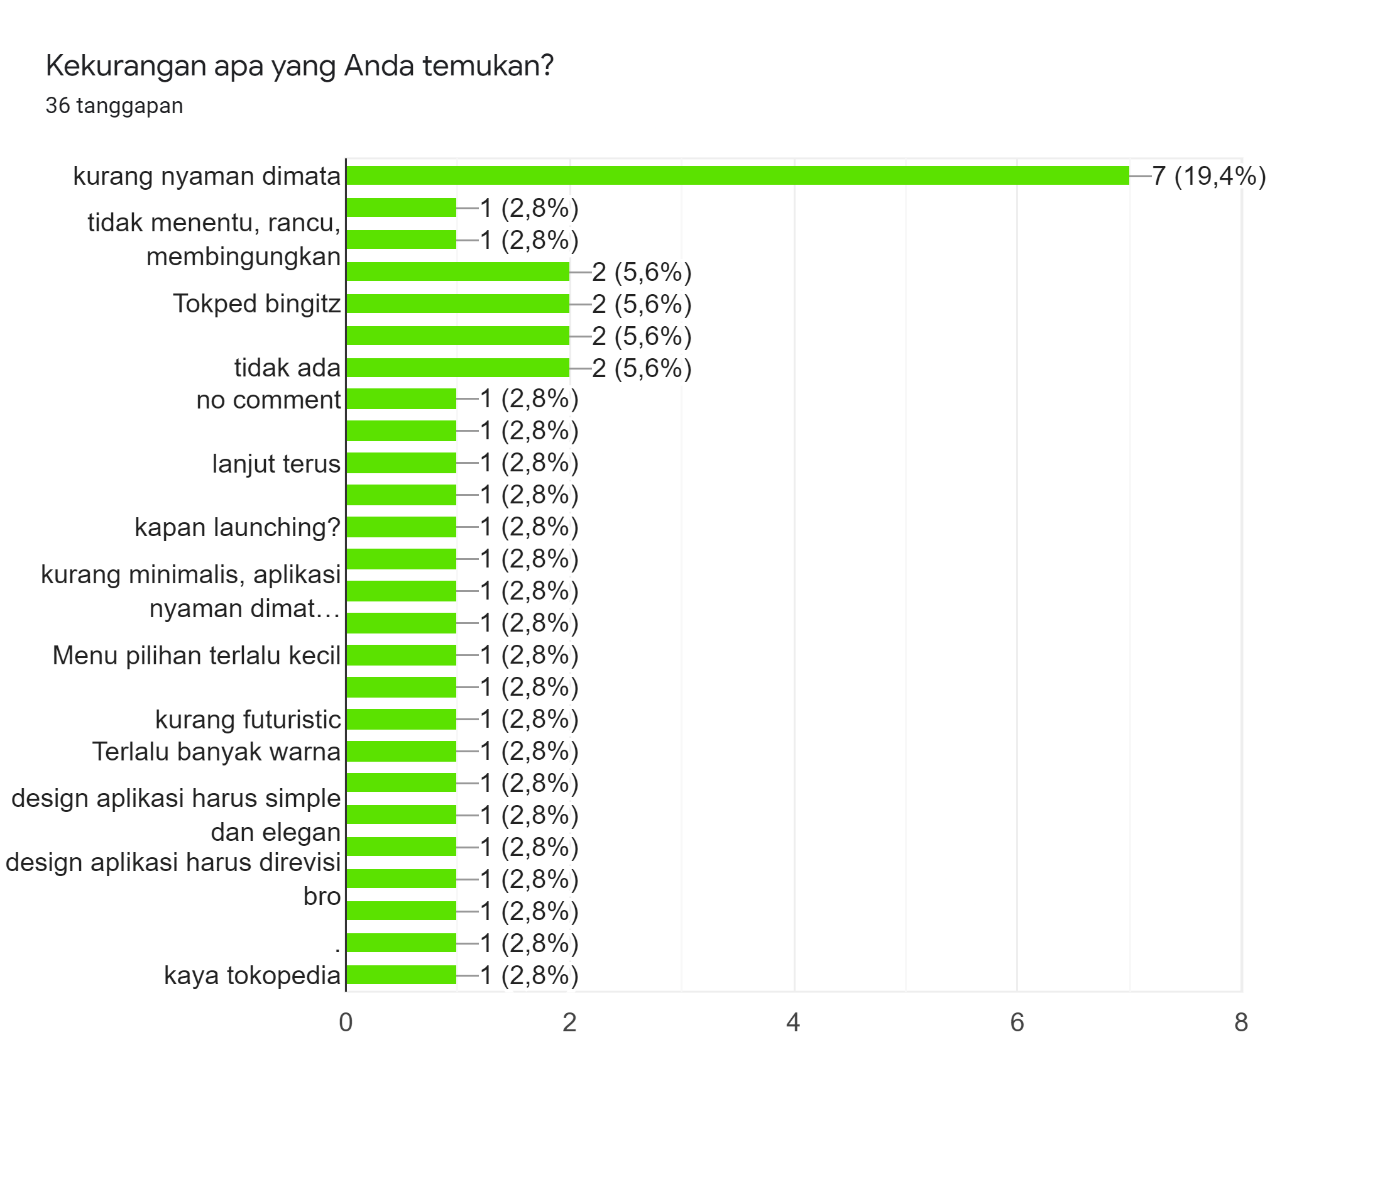 Kekurangan apa yang Anda temukan?
36 tanggapan
kurang nyaman dimata
7 (19,4%)
1 (2,8%)
tidak menentu, rancu,
membingungkan
1 (2,8%)
2 (5,6%)
Tokped bingitz
2 (5,6%)
2 (5,6%)
tidak ada
2 (5,6%)
no comment
1 (2,8%)
1 (2,8%)
lanjut terus
1 (2,8%)
1 (2,8%)
kapan launching?
1 (2,8%)
1 (2,8%)
kurang minimalis, aplikasi
nyaman dimat…
1 (2,8%)
1 (2,8%)
Menu pilihan terlalu kecil
1 (2,8%)
1 (2,8%)
kurang futuristic
1 (2,8%)
Terlalu banyak warna
1 (2,8%)
1 (2,8%)
design aplikasi harus simple
dan elegan
1 (2,8%)
1 (2,8%)
design aplikasi harus direvisi
bro
1 (2,8%)
1 (2,8%)
.
1 (2,8%)
kaya tokopedia
1 (2,8%)
0 2 4 6 8